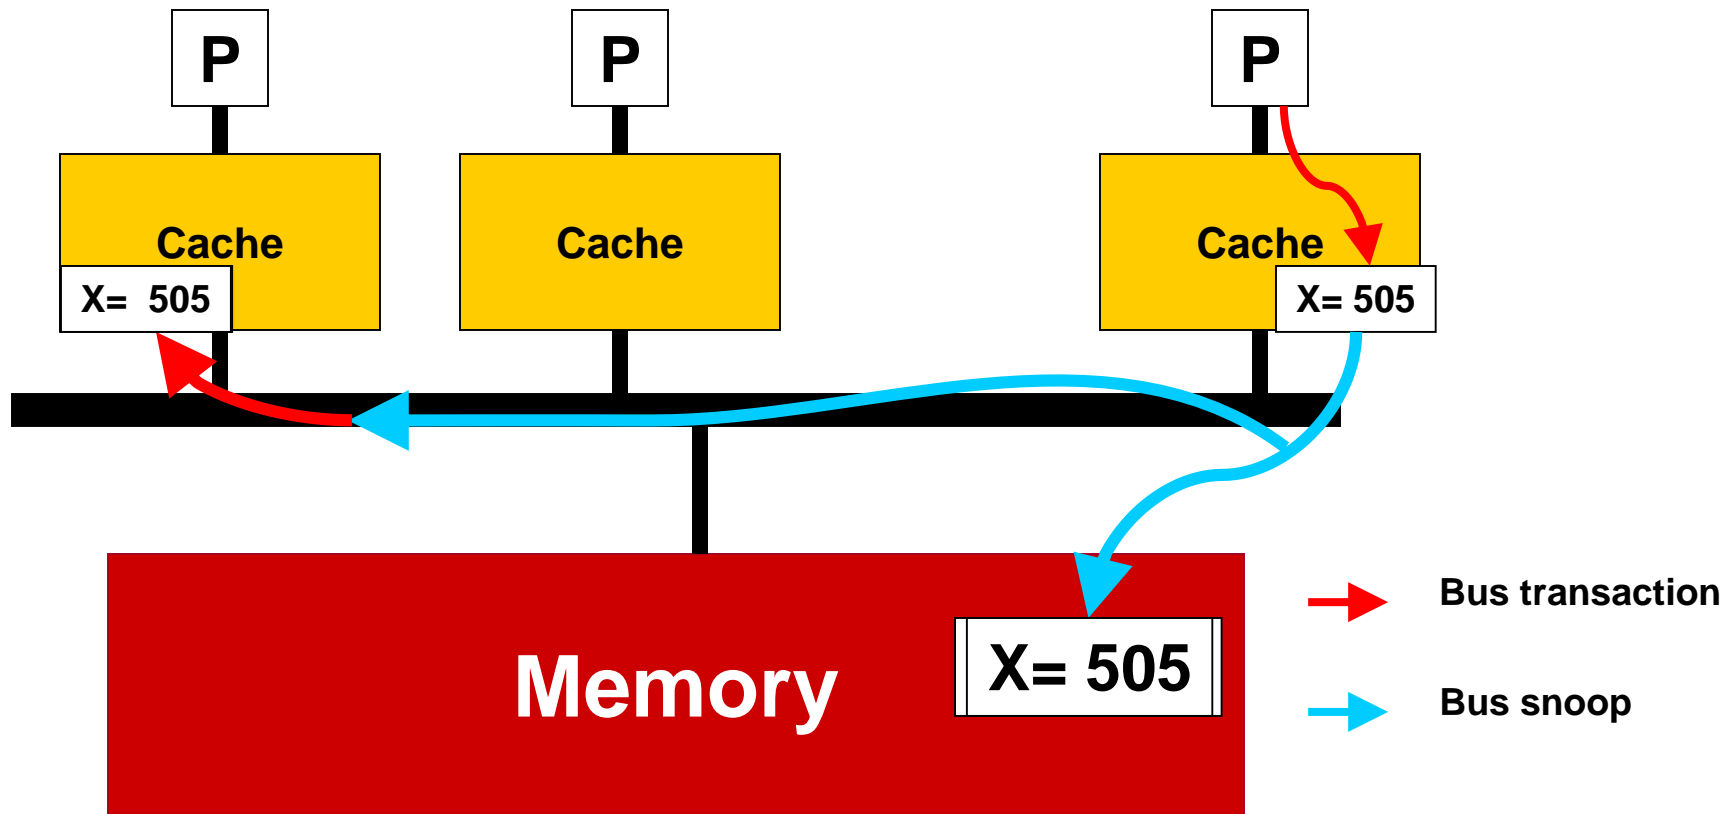 P
P
P
Cache
Cache
Cache
X= 505
X= 505
Bus transaction
Memory
X= 505
Bus snoop